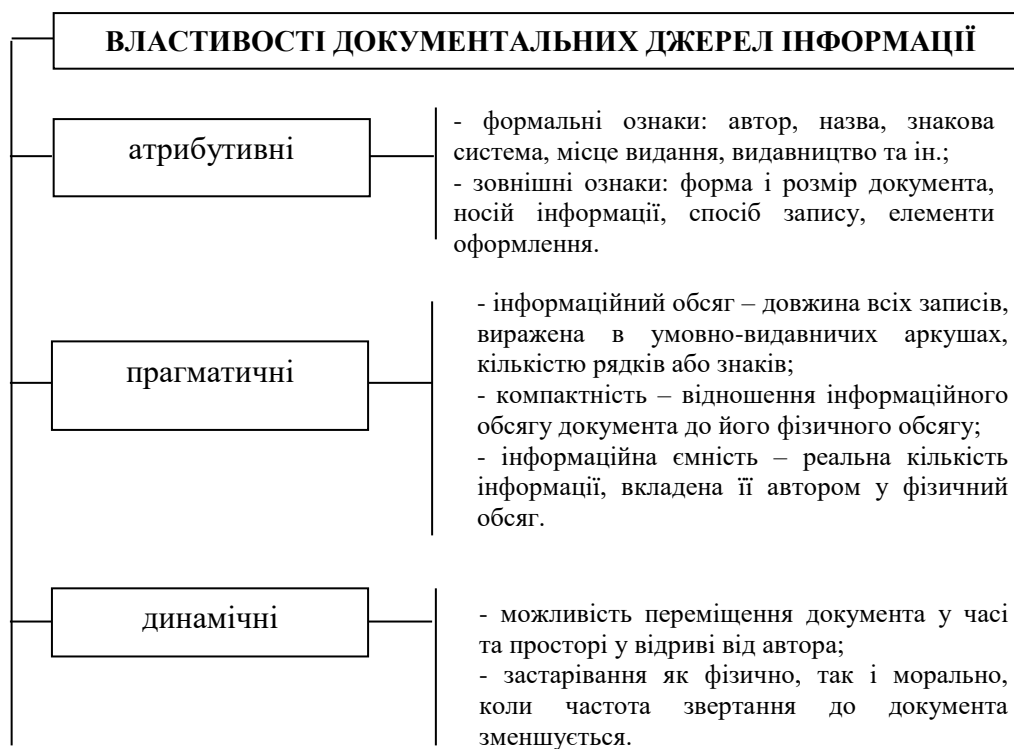 ВЛАСТИВОСТІ ДОКУМЕНТАЛЬНИХ ДЖЕРЕЛ ІНФОРМАЦІЇ
атрибутивні
- формальні ознаки: автор, назва, знакова
система, місце видання, видавництво та ін.;
- зовнішні ознаки: форма і розмір документа,
носій інформації, спосіб запису, елементи
оформлення.
прагматичні
- інформаційний обсяг – довжина всіх записів,
виражена в умовно-видавничих аркушах,
кількістю рядків або знаків;
- компактність – відношення інформаційного
обсягу документа до його фізичного обсягу;
- інформаційна ємність – реальна кількість
інформації, вкладена її автором у фізичний
обсяг.
динамічні
- можливість переміщення документа у часі
та просторі у відриві від автора;
- застарівання як фізично, так і морально,
коли частота звертання до документа
зменшується.